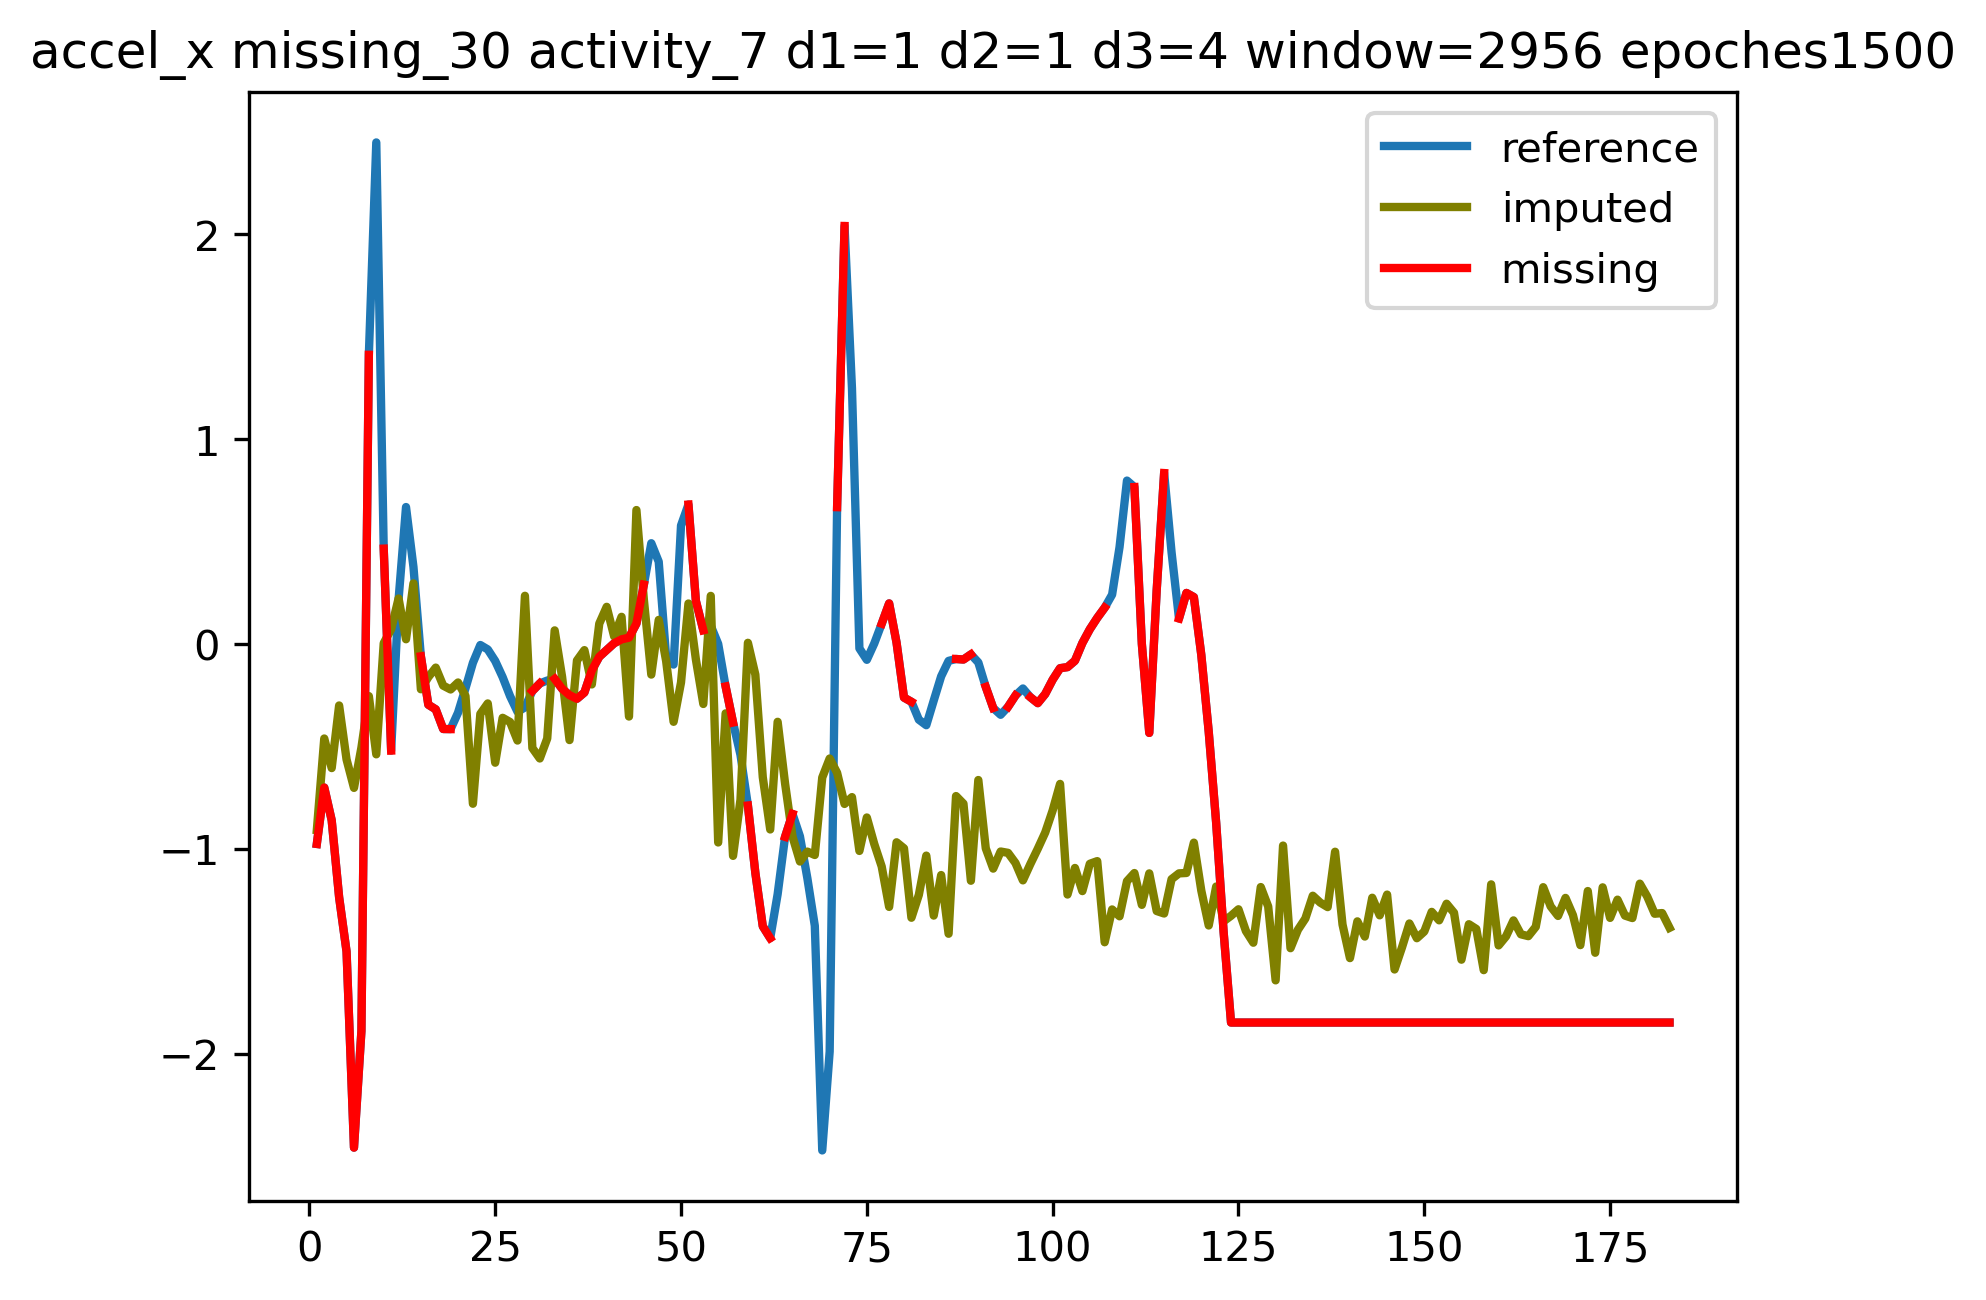 accel_x missing_30 activity_7 d1=1 d2=1 d3=4 window=2956 epoches1500
reference
imputed
missing
2
1
0
−1
−2
0 25 50 75 100 125 150 175